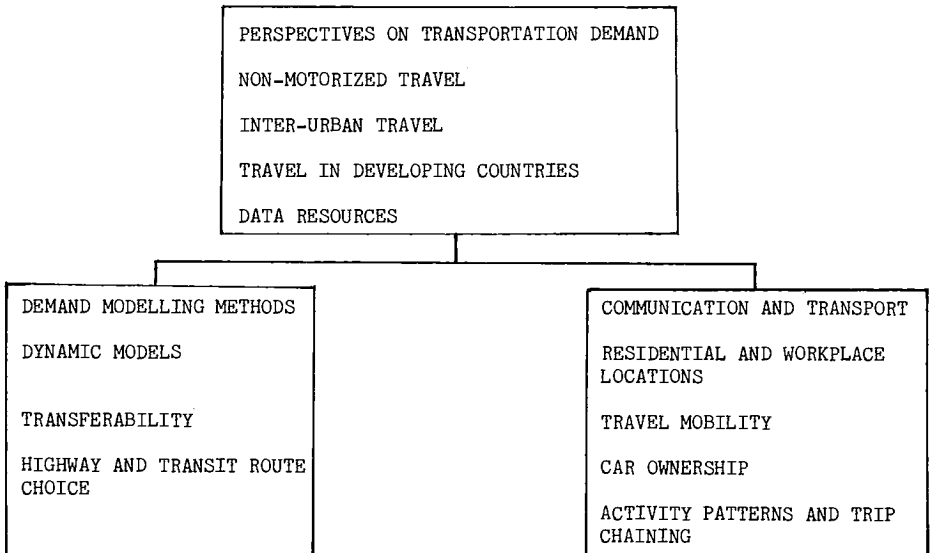 PERSPECTIVES ON TRANSPORTATION DEMAND
NON-MOTORIZED TRAVEL
INTER-URBAN TRAVEL
TRAVEL IN DEVELOPING COUNTRIES
DATA RESOURCES
DEMAND MODELLING METHODS
DYNAMIC MODELS
TRANSFERABILITY
HIGHWAY AND TRANSIT ROUTE
CHOICE
COMMUNICATION AND TRANSPORT
RESIDENTIAL AND WORKPLACE
LOCATIONS
TRAVEL MOBILITY
CAR OWNERSHIP
ACTIVITY PATTERNS AND TRIP
CHAINING